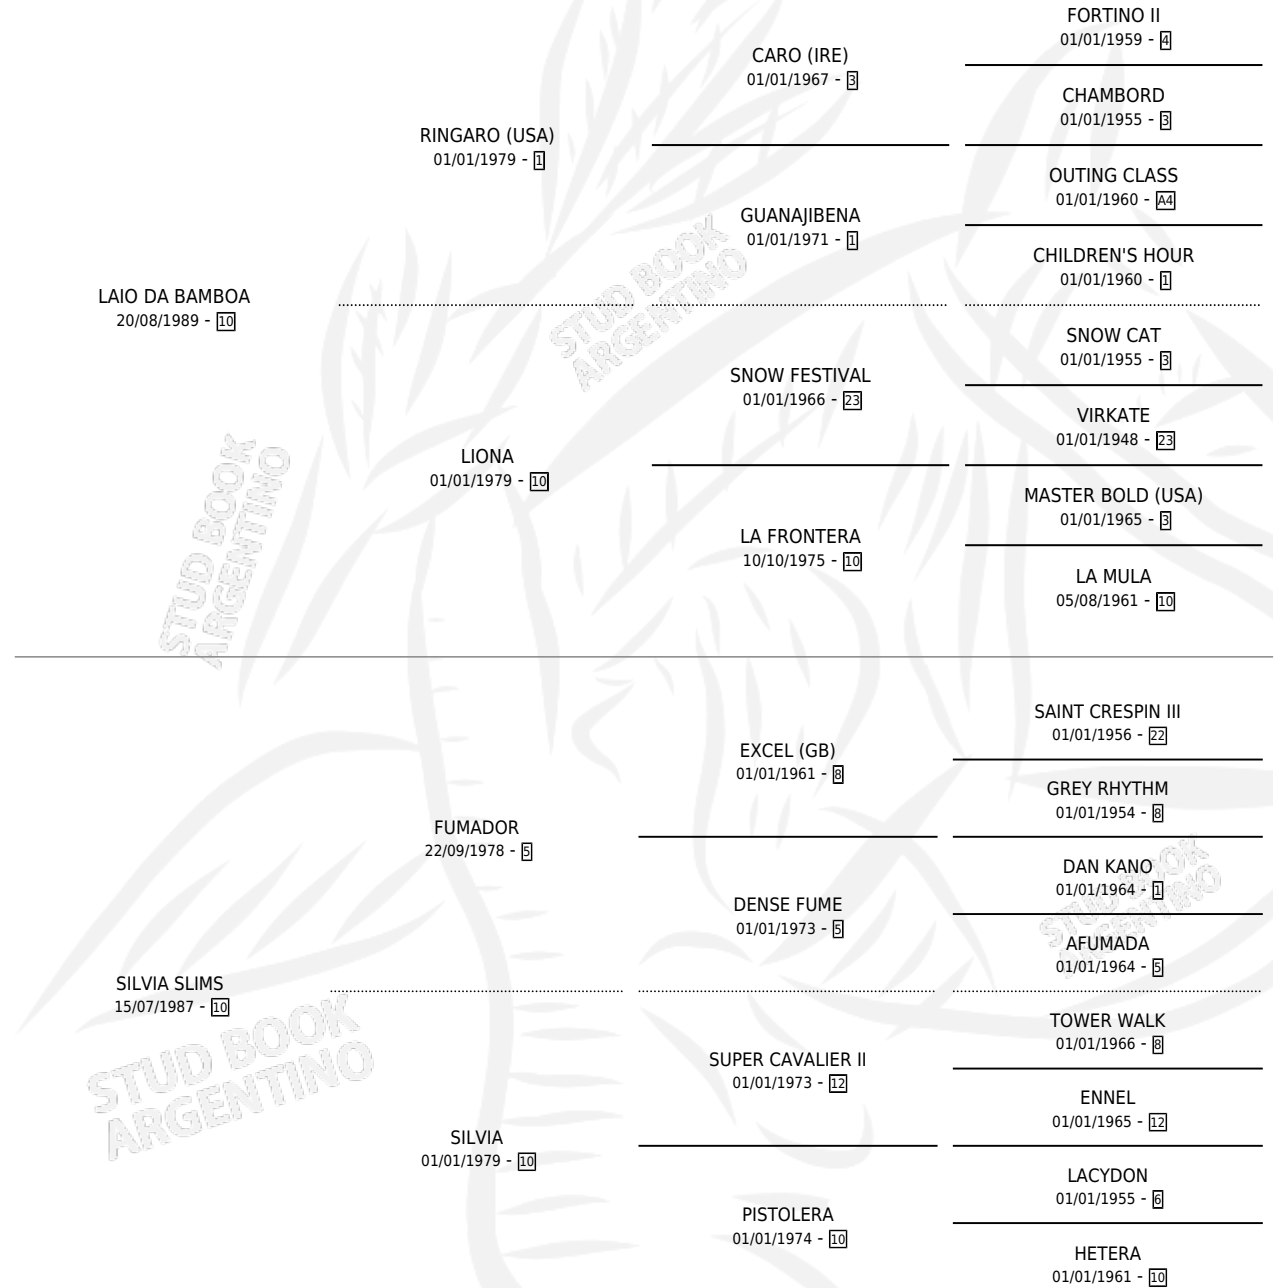 FORTINO II
01/01/1959 - 4
CARO (IRE)
01/01/1967 - 3
CHAMBORD
01/01/1955 - 3
RINGARO (USA)
01/01/1979 - 1
OUTING CLASS
01/01/1960 - A4
GUANAJIBENA
01/01/1971 - 1
CHILDREN'S HOUR
01/01/1960 - 1
LAIO DA BAMBOA
20/08/1989 - 10
STUD BOOK
ARGENTINO
SNOW CAT
01/01/1955 - 3
SNOW FESTIVAL
01/01/1966 - 23
VIRKATE
01/01/1948 - 23
LIONA
01/01/1979 - 10
MASTER BOLD (USA)
01/01/1965 - 3
LA FRONTERA
10/10/1975 - 10
LA MULA
05/08/1961 - 10
STUD BOOK
ARGENTINO
SAINT CRESPIN III
01/01/1956 - 22
EXCEL (GB)
01/01/1961 - 8
GREY RHYTHM
01/01/1954 - 8
FUMADOR
22/09/1978 - 5
DAN KANO
01/01/1964 - 1
DENSE FUME
01/01/1973 - 5
AFUMADA
01/01/1964 - 5
STUD BOOK
ARGENTINO
SILVIA SLIMS
15/07/1987 - 10
TOWER WALK
01/01/1966 - 8
SUPER CAVALIER II
01/01/1973 - 12
ENNEL
01/01/1965 - 12
STUD BOOK
ARGENTINO
SILVIA
01/01/1979 - 10
LACYDON
01/01/1955 - 6
PISTOLERA
01/01/1974 - 10
HETERA
01/01/1961 - 10